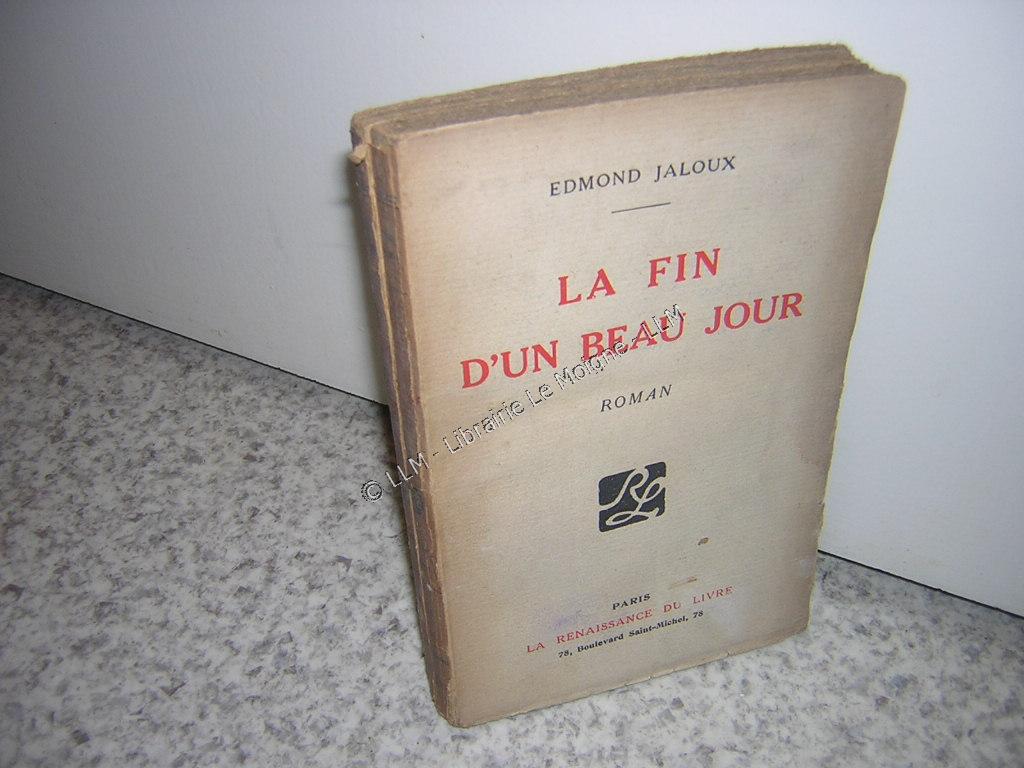 EDMOND JALOUX
LA FIN
D'UN BEAU JOUR
ROMAN
RL
PARIS
LA RENAISSANCE DU LIVRE
78, Boulevard Saint-Michel, 78
© LLM - Librairie Le Moigne - LLM